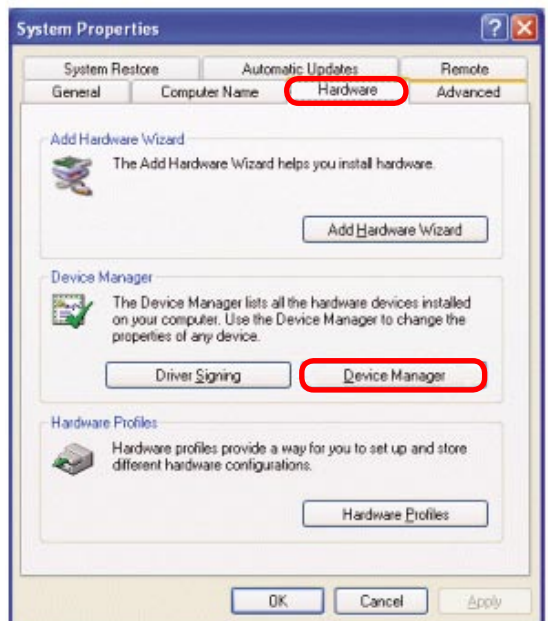 System Properties
System Restore Automatic Updates Remote
General Computer Name Hardware Advanced
Add Hardware Wizard
The Add Hardware Wizard helps you install hardware.
Add Hardware Wizard
Device Manager
The Device Manager lists all the hardware devices installed
on your computer. Use the Device Manager to change the
properties of any device.
Driver Signing Device Manager
Hardware Profiles
Hardware profiles provide a way for you to set up and store
different hardware configurations.
Hardware Profiles
OK Cancel Apply